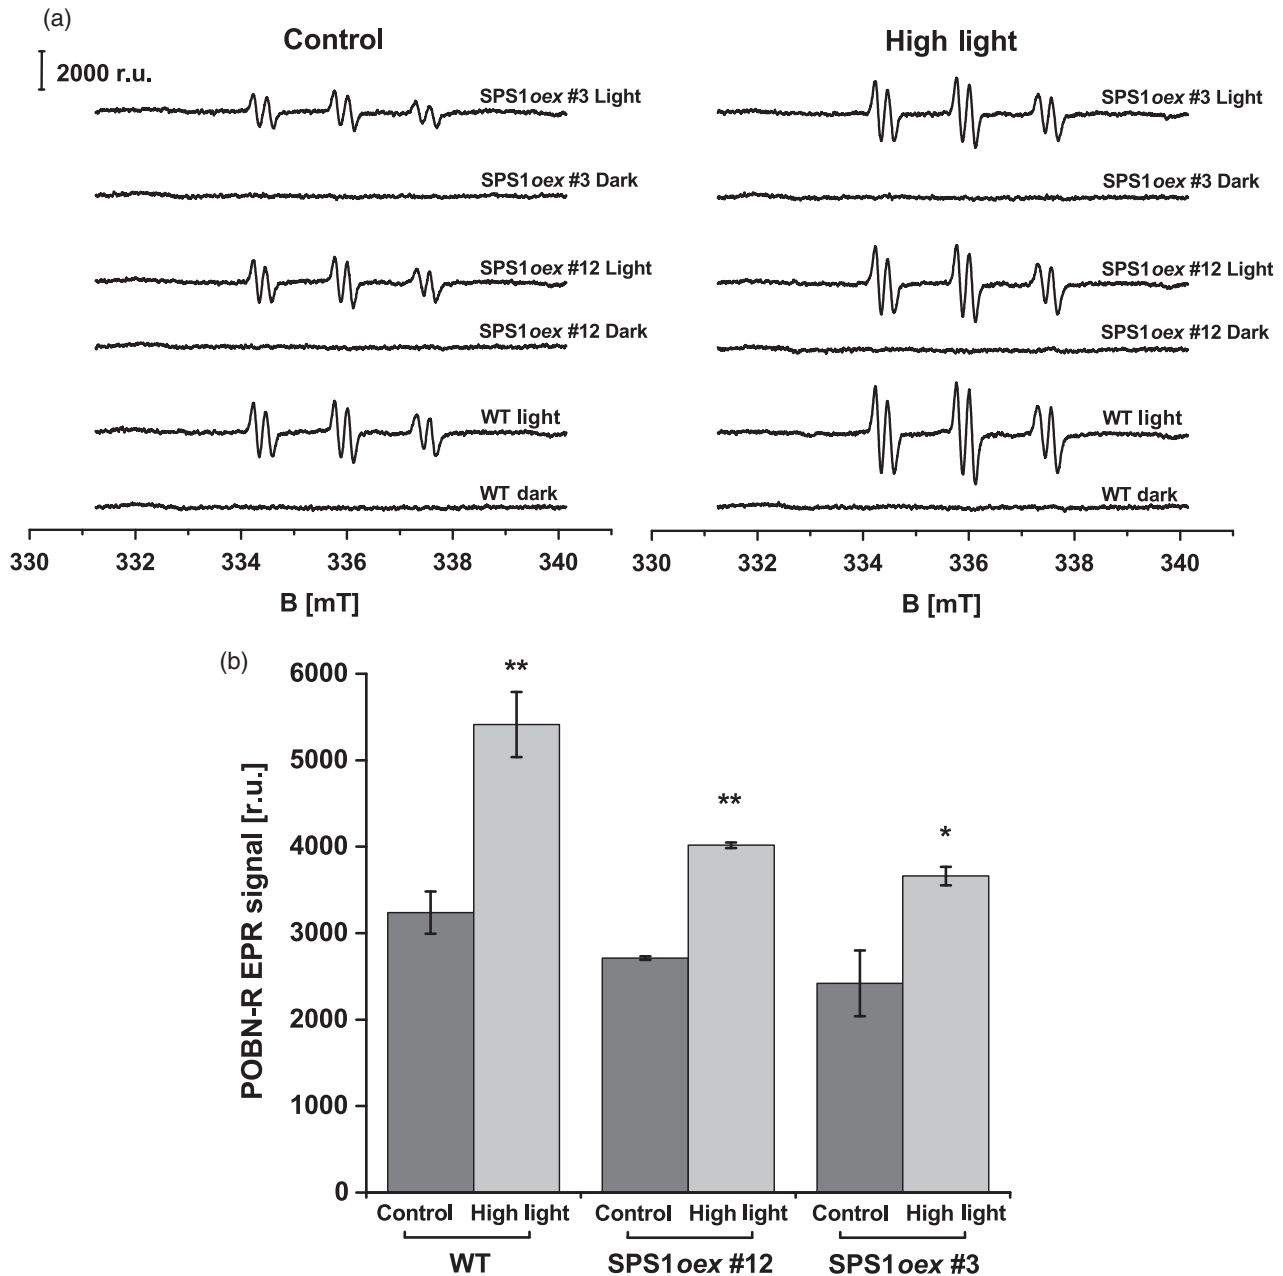 (a)
Control
High light
2000 r.u.
SPS1oex #3 Light
SPS1oex #3 Light
SPS1oex #3 Dark
SPS1oex #3 Dark
SPS1oex #12 Light
SPS1oex #12 Light
SPS1oex #12 Dark
SPS1oex #12 Dark
WT light
WT light
WT dark
WT dark
330 332 334 336 338 340
330 332 334 336 338 340
B [mT]
B [mT]
(b)
6000
5000
4000
3000
2000
1000
0
POBN-R EPR signal [r.u.]
**
**
*
Control High light Control High light Control High light
WT SPS1oex #12 SPS1oex #3